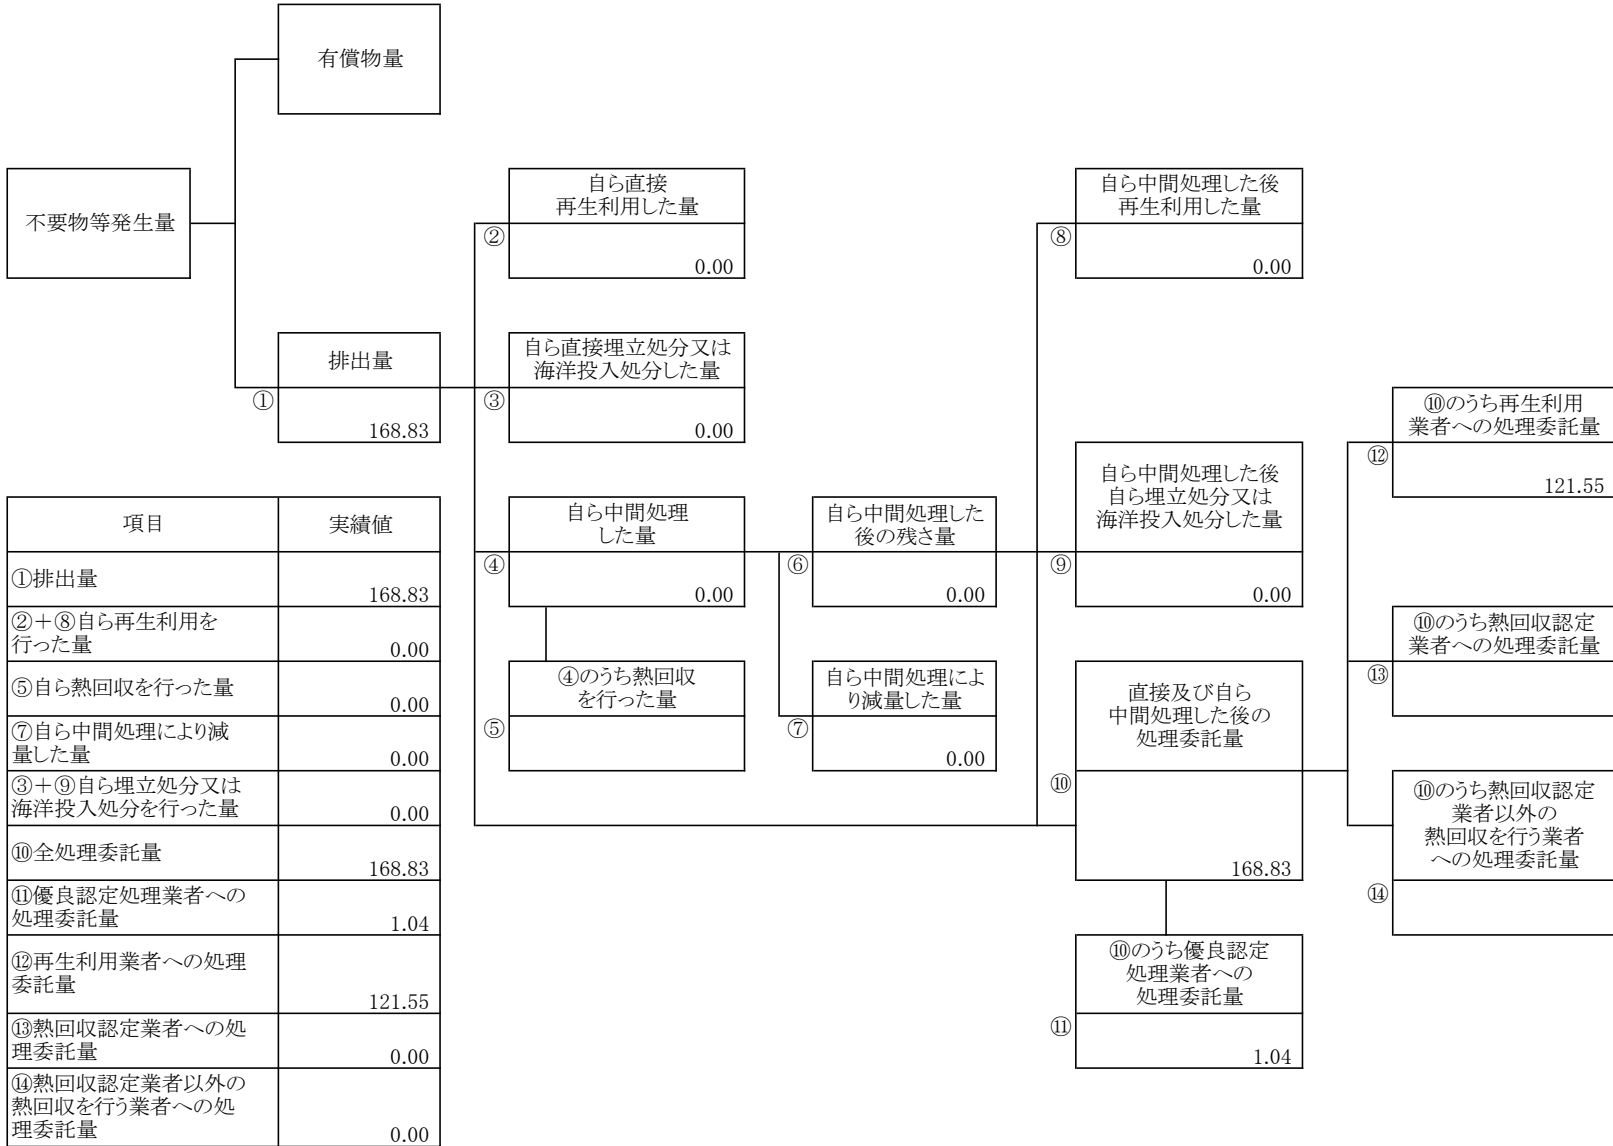 有償物量
不要物等発生量
自ら直接
再生利用した量
②
0.00
自ら中間処理した後
再生利用した量
⑧
0.00
排出量
①
168.83
自ら直接埋立処分又は
海洋投入処分した量
③
0.00
⑩のうち再生利用
業者への処理委託量
⑫
121.55
自ら中間処理
した量
④
0.00
自ら中間処理した
後の残さ量
⑥
0.00
自ら中間処理した後
自ら埋立処分又は
海洋投入処分した量
⑨
0.00
⑩のうち熱回収認定
業者への処理委託量
⑬
④のうち熱回収
を行った量
⑤
自ら中間処理によ
り減量した量
⑦
0.00
直接及び自ら
中間処理した後の
処理委託量
⑩
168.83
⑩のうち熱回収認定
業者以外の
熱回収を行う業者
への処理委託量
⑭
⑩のうち優良認定
処理業者への
処理委託量
⑪
1.04
項目 実績値
①排出量
168.83
②＋⑧自ら再生利用を
行った量 0.00
⑤自ら熱回収を行った量
0.00
⑦自ら中間処理により減
量した量 0.00
③＋⑨自ら埋立処分又は
海洋投入処分を行った量 0.00
⑩全処理委託量
168.83
⑪優良認定処理業者への
処理委託量 1.04
⑫再生利用業者への処理
委託量
121.55
⑬熱回収認定業者への処
理委託量 0.00
⑭熱回収認定業者以外の
熱回収を行う業者への処
理委託量 0.00